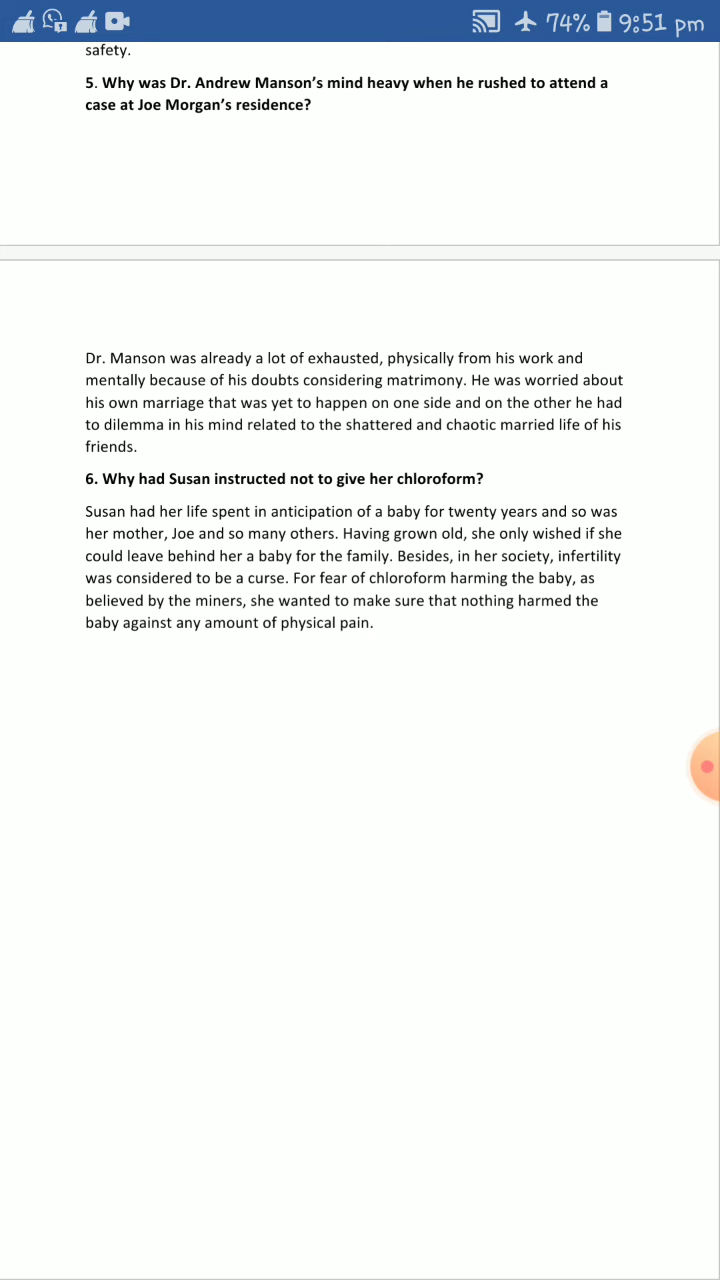 74% 9:51 pm
safety.
5. Why was Dr. Andrew Manson’s mind heavy when he rushed to attend a
case at Joe Morgan’s residence?
Dr. Manson was already a lot of exhausted, physically from his work and
mentally because of his doubts considering matrimony. He was worried about
his own marriage that was yet to happen on one side and on the other he had
to dilemma in his mind related to the shattered and chaotic married life of his
friends.
6. Why had Susan instructed not to give her chloroform?
Susan had her life spent in anticipation of a baby for twenty years and so was
her mother, Joe and so many others. Having grown old, she only wished if she
could leave behind her a baby for the family. Besides, in her society, infertility
was considered to be a curse. For fear of chloroform harming the baby, as
believed by the miners, she wanted to make sure that nothing harmed the
baby against any amount of physical pain.